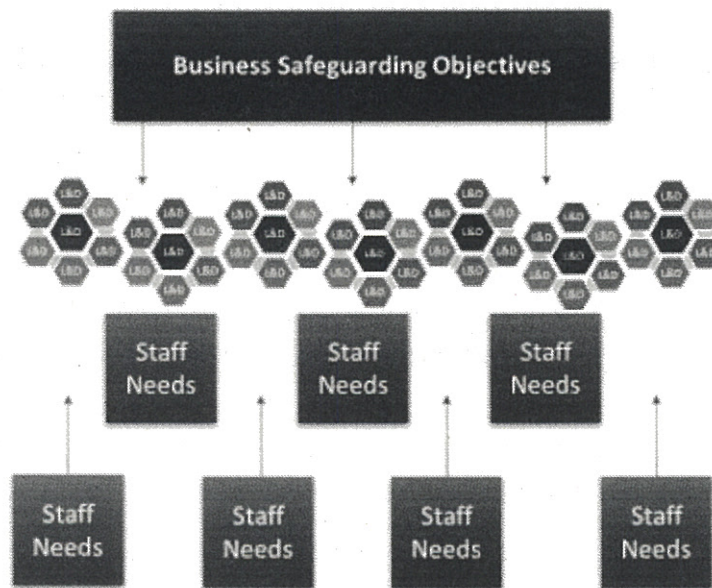 Business Safeguarding Objectives
L&D L&D L&D L&D
L&D L&D L&D L&D L&D L&D L&D L&D L&D L&D L&D
L&D L&D L&D L&D L&D L&D L&D L&D L&D L&D
L&D L&D L&D L&D L&D L&D L&D L&D L&D L&D L&D
L&D L&D L&D L&D L&D L&D L&D L&D L&D L&D
L&D L&D L&D
Staff
Needs
Staff
Needs
Staff
Needs
Staff
Needs
Staff
Needs
Staff
Needs
Staff
Needs